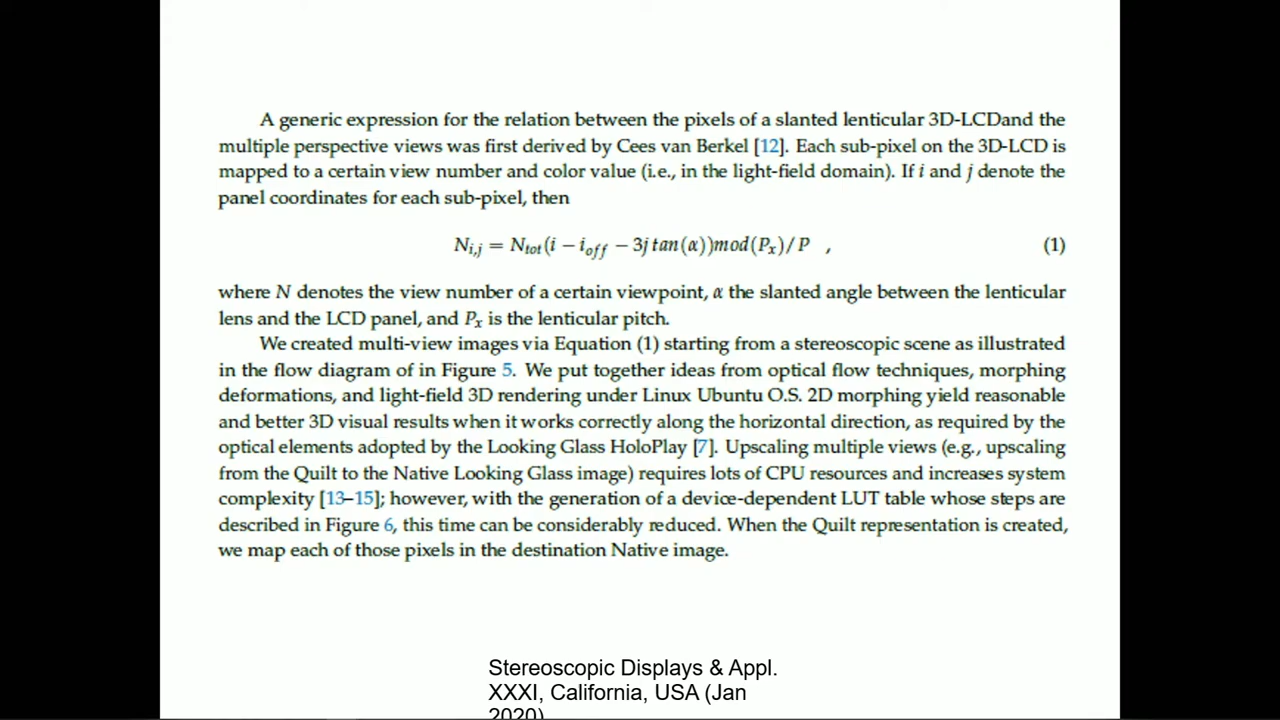 A generic expression for the relation between the pixels of a slanted lenticular 3D-LCDand the
multiple perspective views was first derived by Cees van Berkel [12]. Each sub-pixel on the 3D-LCD is
mapped to a certain view number and color value (i.e., in the light-field domain). If i and j denote the
panel coordinates for each sub-pixel, then
N_{i,j} = N_{tot}(i − i_{off} − 3j tan(α))mod(P_x)/P , (1)
where N denotes the view number of a certain viewpoint, α the slanted angle between the lenticular
lens and the LCD panel, and P_x is the lenticular pitch.
We created multi-view images via Equation (1) starting from a stereoscopic scene as illustrated
in the flow diagram of in Figure 5. We put together ideas from optical flow techniques, morphing
deformations, and light-field 3D rendering under Linux Ubuntu O.S. 2D morphing yield reasonable
and better 3D visual results when it works correctly along the horizontal direction, as required by the
optical elements adopted by the Looking Glass HoloPlay [7]. Upscaling multiple views (e.g., upscaling
from the Quilt to the Native Looking Glass image) requires lots of CPU resources and increases system
complexity [13–15]; however, with the generation of a device-dependent LUT table whose steps are
described in Figure 6, this time can be considerably reduced. When the Quilt representation is created,
we map each of those pixels in the destination Native image.
Stereoscopic Displays & Appl.
XXXI, California, USA (Jan
2020)